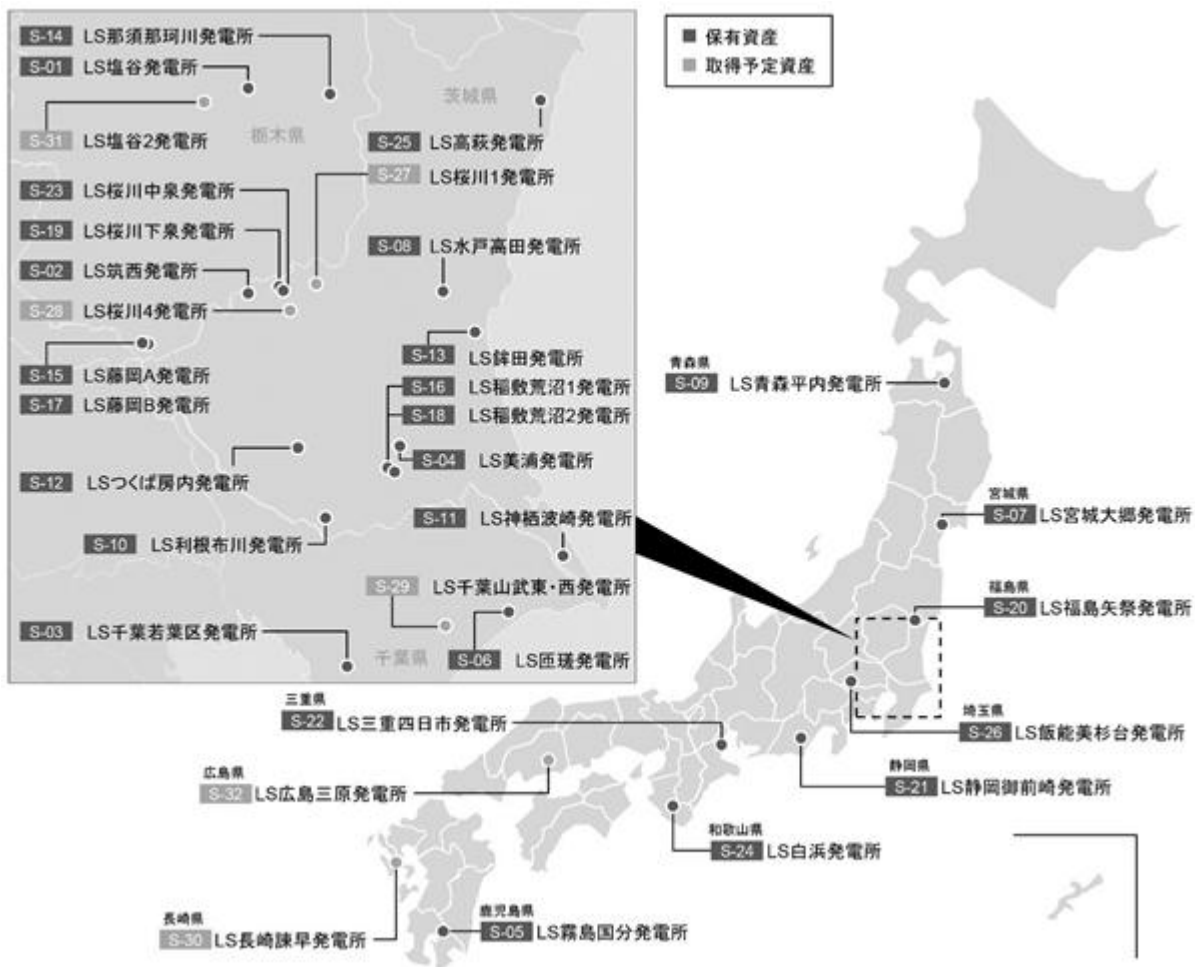 保有資産
取得予定資産
S-14 LS那須那珂川発電所
S-01 LS塩谷発電所
S-31 LS塩谷2発電所
栃木県
茨城県
S-25 LS高萩発電所
S-27 LS桜川1発電所
S-23 LS桜川中泉発電所
S-19 LS桜川下泉発電所
S-02 LS筑西発電所
S-28 LS桜川4発電所
S-08 LS水戸高田発電所
S-15 LS藤岡A発電所
S-17 LS藤岡B発電所
S-13 LS鉾田発電所
S-16 LS稲敷荒沼1発電所
S-18 LS稲敷荒沼2発電所
S-04 LS美浦発電所
S-12 LSつくば房内発電所
S-11 LS神栖波崎発電所
S-10 LS利根布川発電所
S-29 LS千葉山武東・西発電所
S-03 LS千葉若葉区発電所
千葉県
S-06 LS匝瑳発電所
青森県
S-09 LS青森平内発電所
宮城県
S-07 LS宮城大郷発電所
福島県
S-20 LS福島矢祭発電所
埼玉県
S-26 LS飯能美杉台発電所
静岡県
S-21 LS静岡御前崎発電所
三重県
S-22 LS三重四日市発電所
広島県
S-32 LS広島三原発電所
和歌山県
S-24 LS白浜発電所
長崎県
S-30 LS長崎諫早発電所
鹿児島県
S-05 LS霧島国分発電所